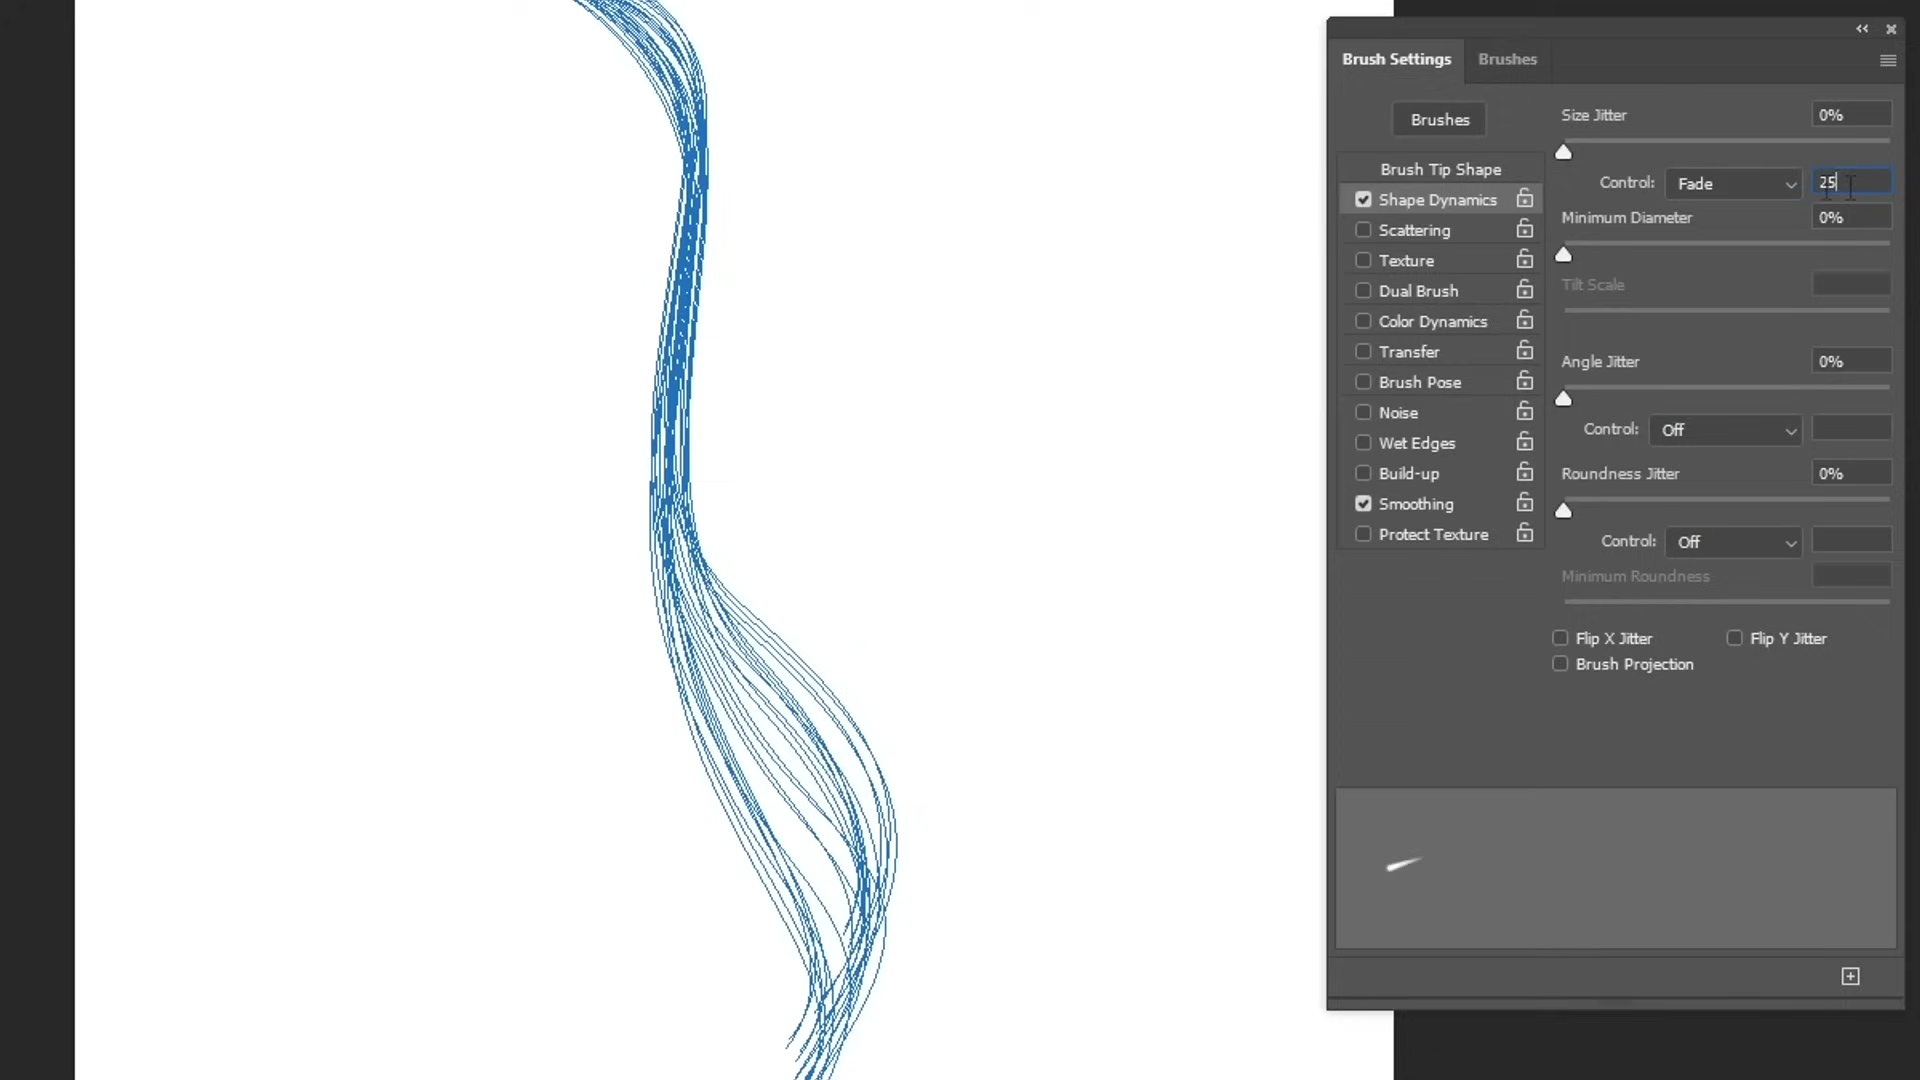 Brush Settings
Brushes
Brushes
Brush Tip Shape
Shape Dynamics
Scattering
Texture
Dual Brush
Color Dynamics
Transfer
Brush Pose
Noise
Wet Edges
Build-up
Smoothing
Protect Texture
Size Jitter 0%
Control: Fade 25
Minimum Diameter 0%
Tilt Scale
Angle Jitter 0%
Control: Off
Roundness Jitter 0%
Control: Off
Minimum Roundness
Flip X Jitter Flip Y Jitter
Brush Projection